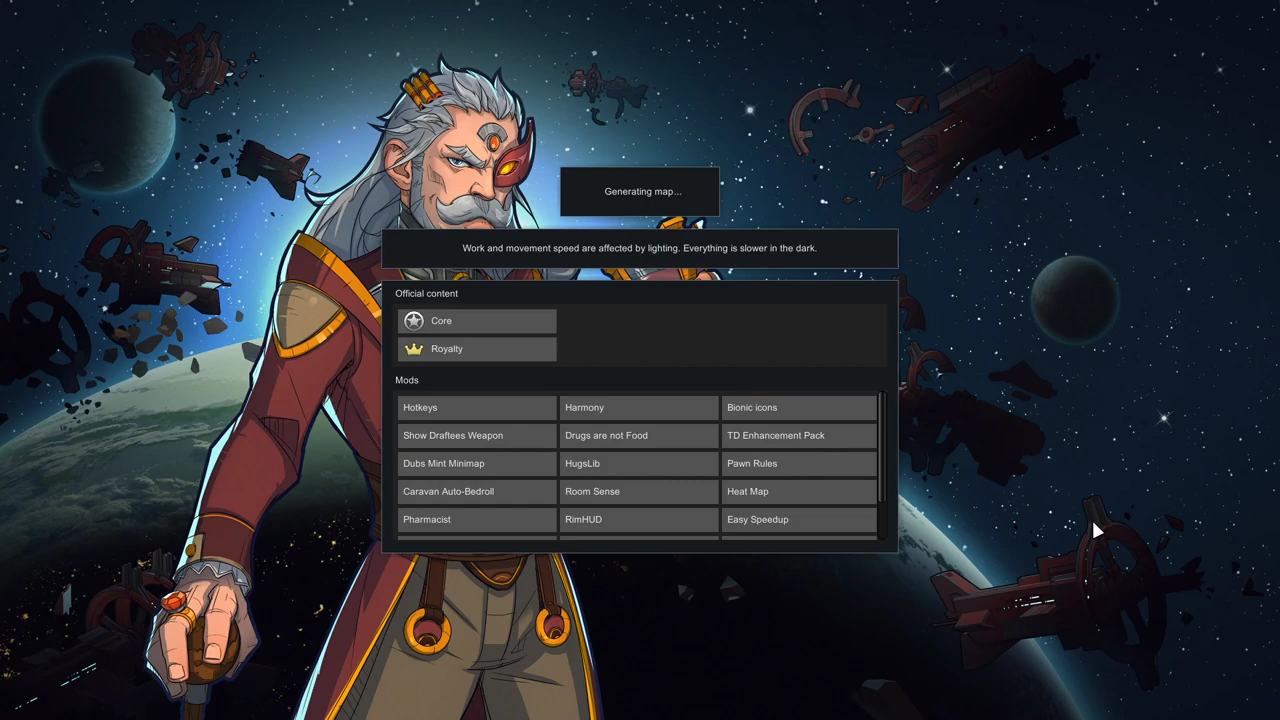 Generating map...
Work and movement speed are affected by lighting. Everything is slower in the dark.
Official content
Core
Royalty
Mods
Hotkeys
Harmony
Bionic icons
Show Draftees Weapon
Drugs are not Food
TD Enhancement Pack
Dubs Mint Minimap
HugsLib
Pawn Rules
Caravan Auto-Bedroll
Room Sense
Heat Map
Pharmacist
RimHUD
Easy Speedup